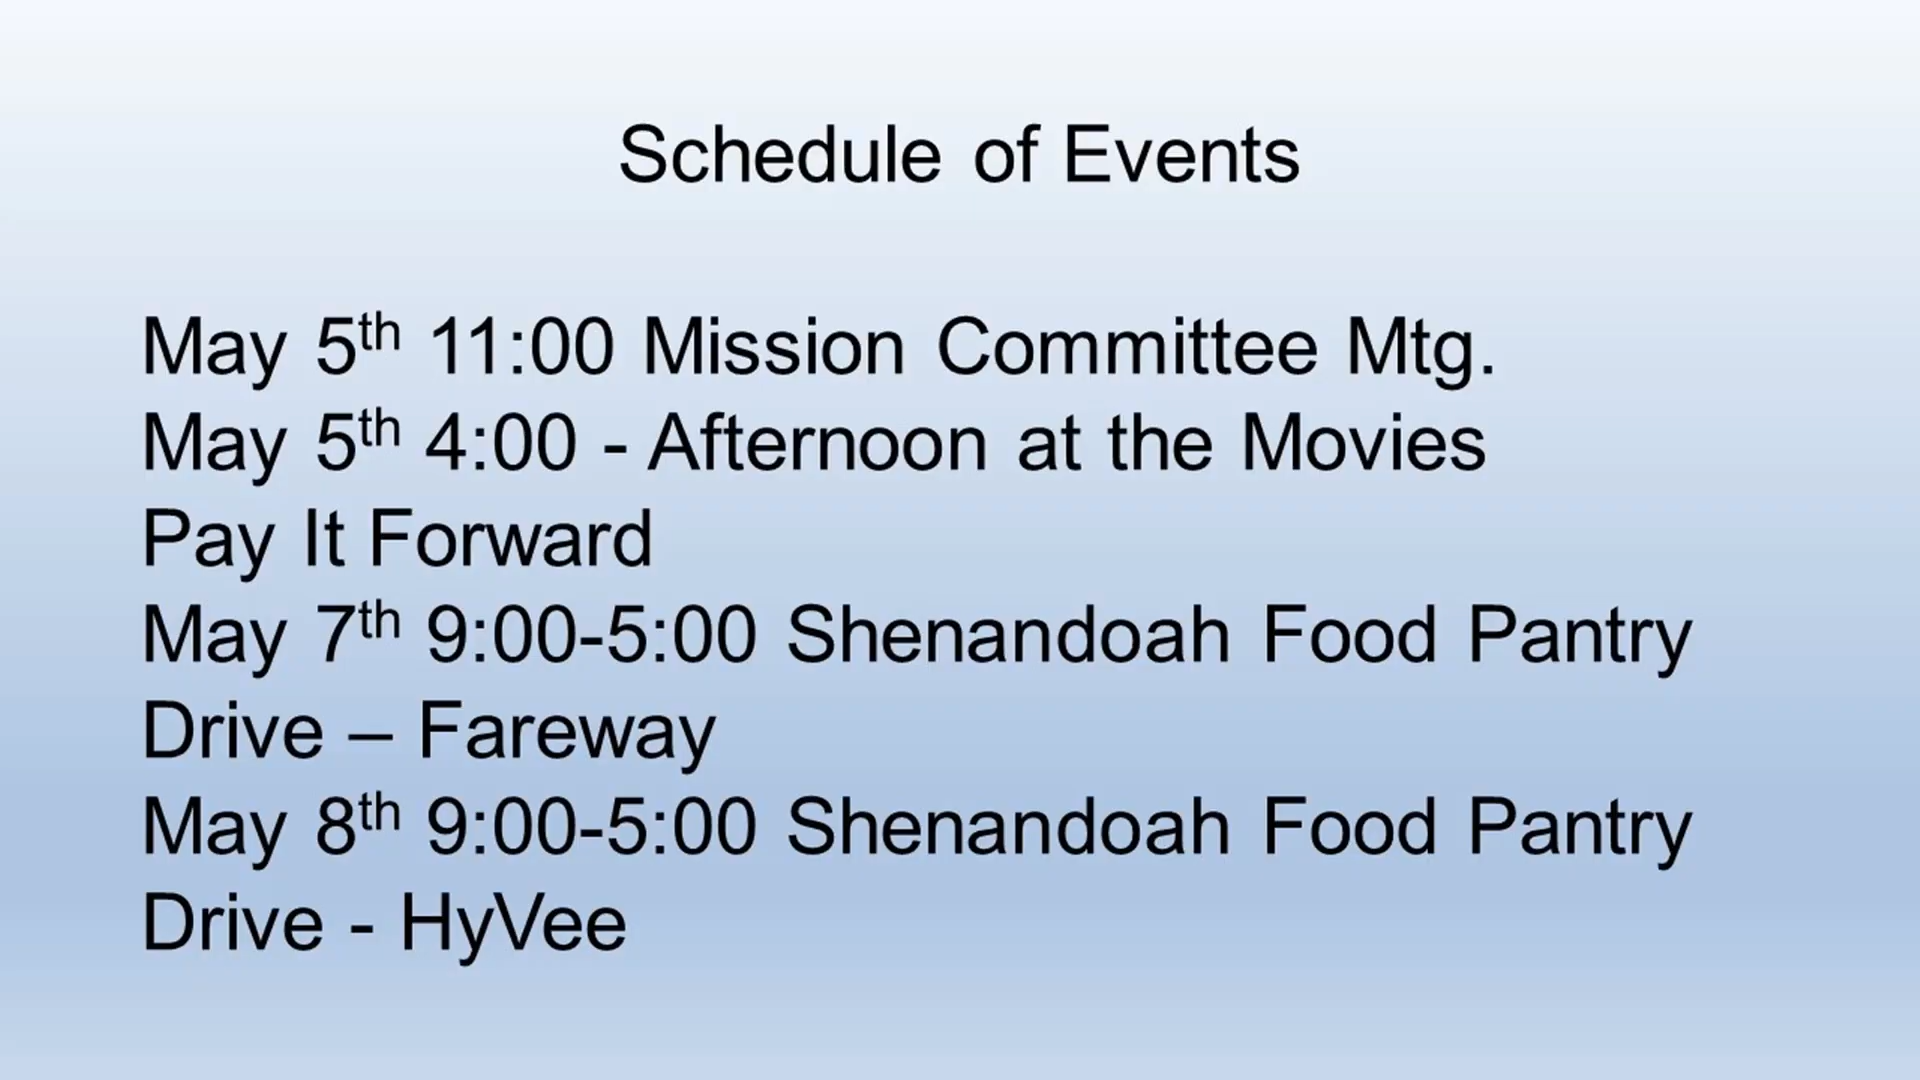 Schedule of Events
May 5th 11:00 Mission Committee Mtg.
May 5th 4:00 - Afternoon at the Movies
Pay It Forward
May 7th 9:00-5:00 Shenandoah Food Pantry
Drive – Fareway
May 8th 9:00-5:00 Shenandoah Food Pantry
Drive - HyVee